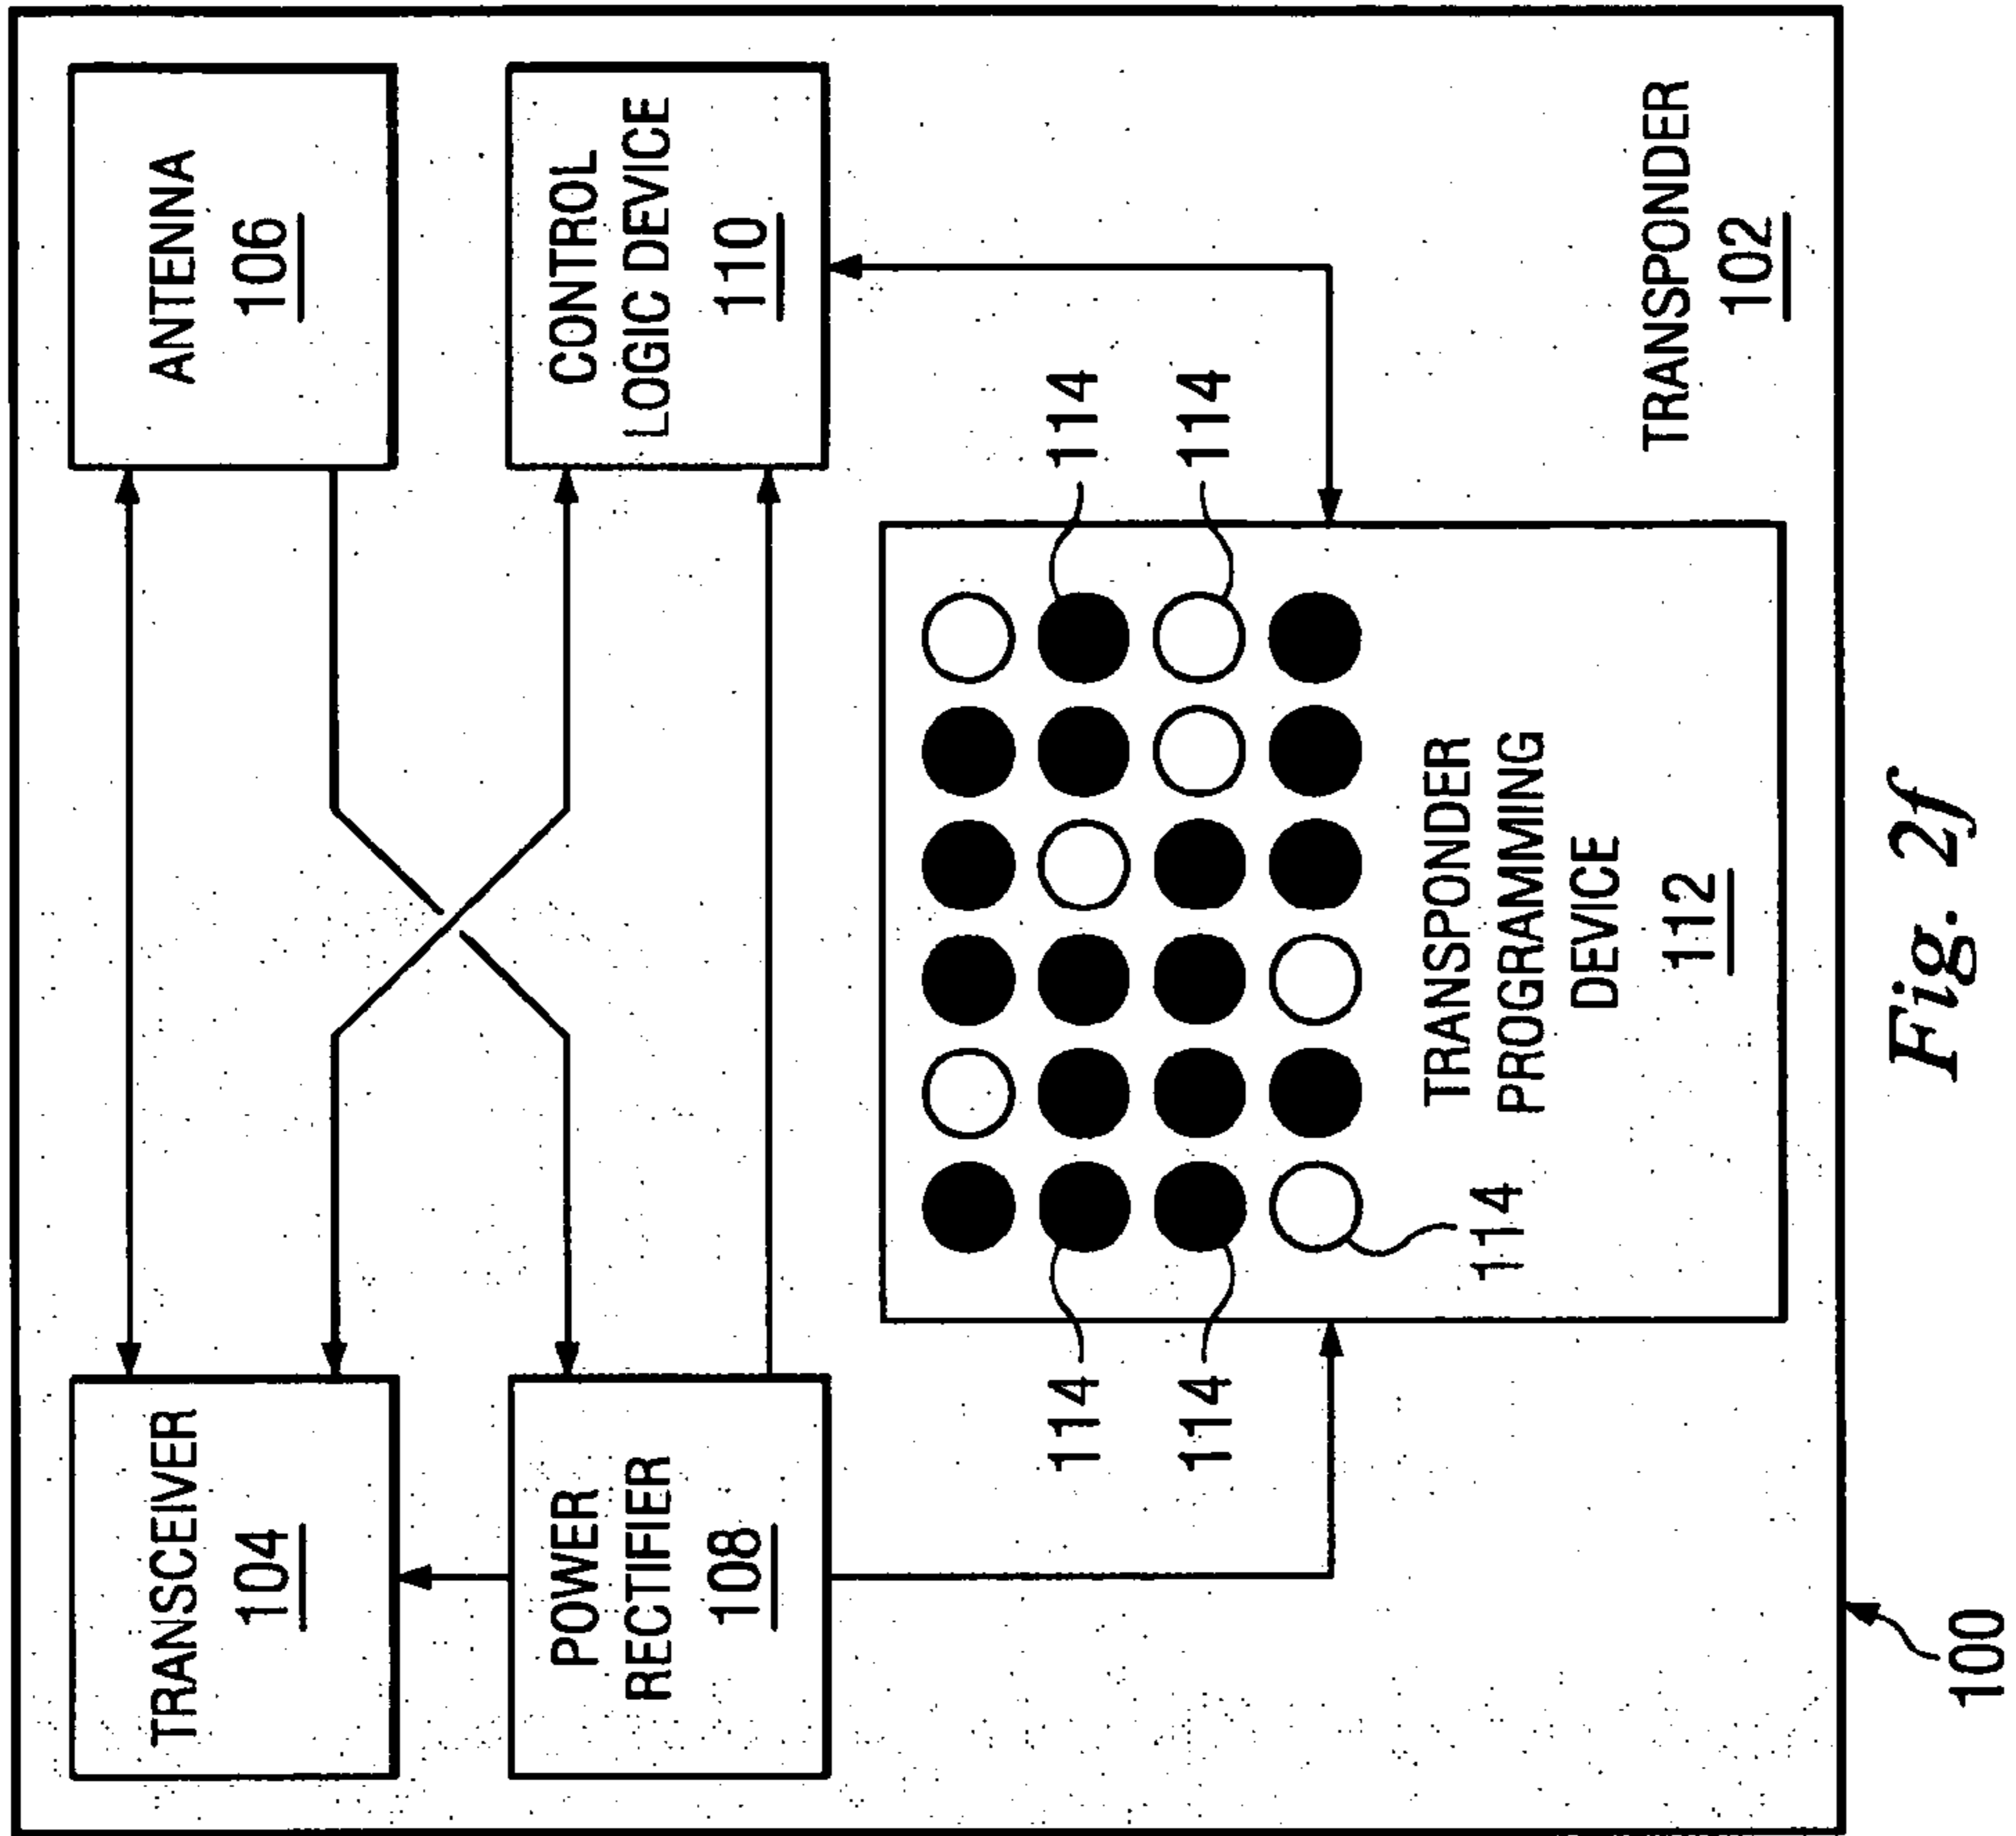 TRANSCEIVER
104
ANTENNA
106
POWER
RECTIFIER
108
CONTROL
LOGIC DEVICE
110
114
114
114
114
114
TRANSPONDER
PROGRAMMING
DEVICE
112
TRANSPONDER
102
100
Fig. 2f